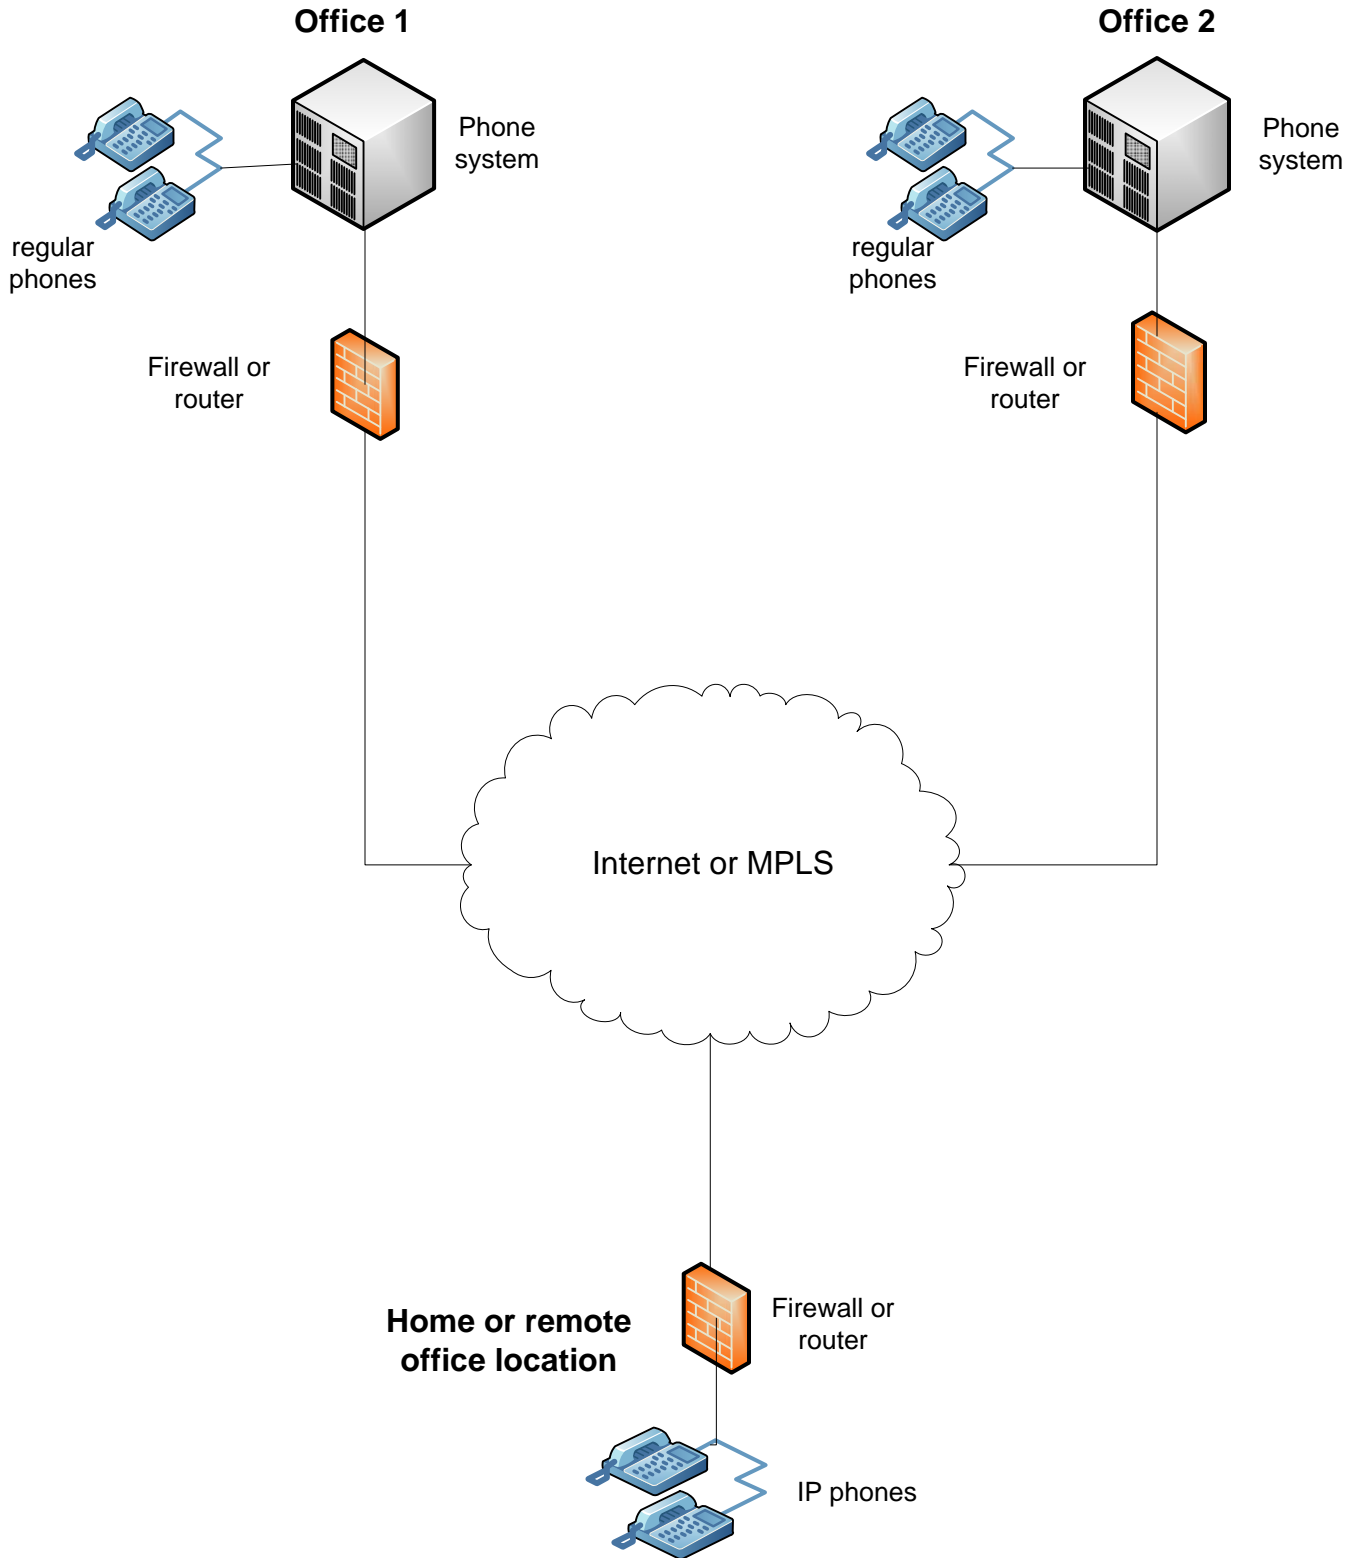 Office 1
Office 2
Phone
system
Phone
system
regular
phones
regular
phones
Firewall or
router
Firewall or
router
Internet or MPLS
Home or remote
office location
Firewall or
router
IP phones